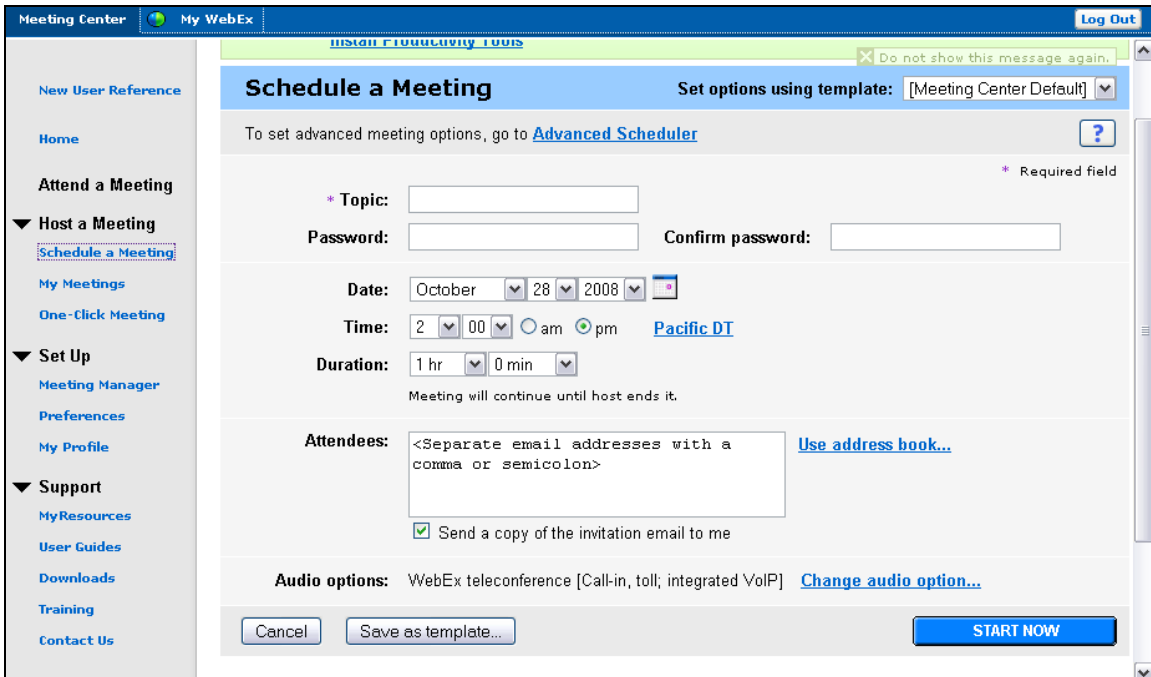 Meeting Center My WebEx Log Out
Install Productivity Tools
Do not show this message again.
New User Reference
Home
Attend a Meeting
Host a Meeting
Schedule a Meeting
My Meetings
One-Click Meeting
Set Up
Meeting Manager
Preferences
My Profile
Support
MyResources
User Guides
Downloads
Training
Contact Us
Schedule a Meeting Set options using template: [Meeting Center Default]
To set advanced meeting options, go to Advanced Scheduler ?
* Required field
* Topic:
Password: Confirm password:
Date: October 28 2008
Time: 2 00 am pm Pacific DT
Duration: 1 hr 0 min
Meeting will continue until host ends it.
Attendees: <Separate email addresses with a Use address book...
comma or semicolon>
Send a copy of the invitation email to me
Audio options: WebEx teleconference [Call-in, toll; integrated VoIP] Change audio option...
Cancel Save as template... START NOW